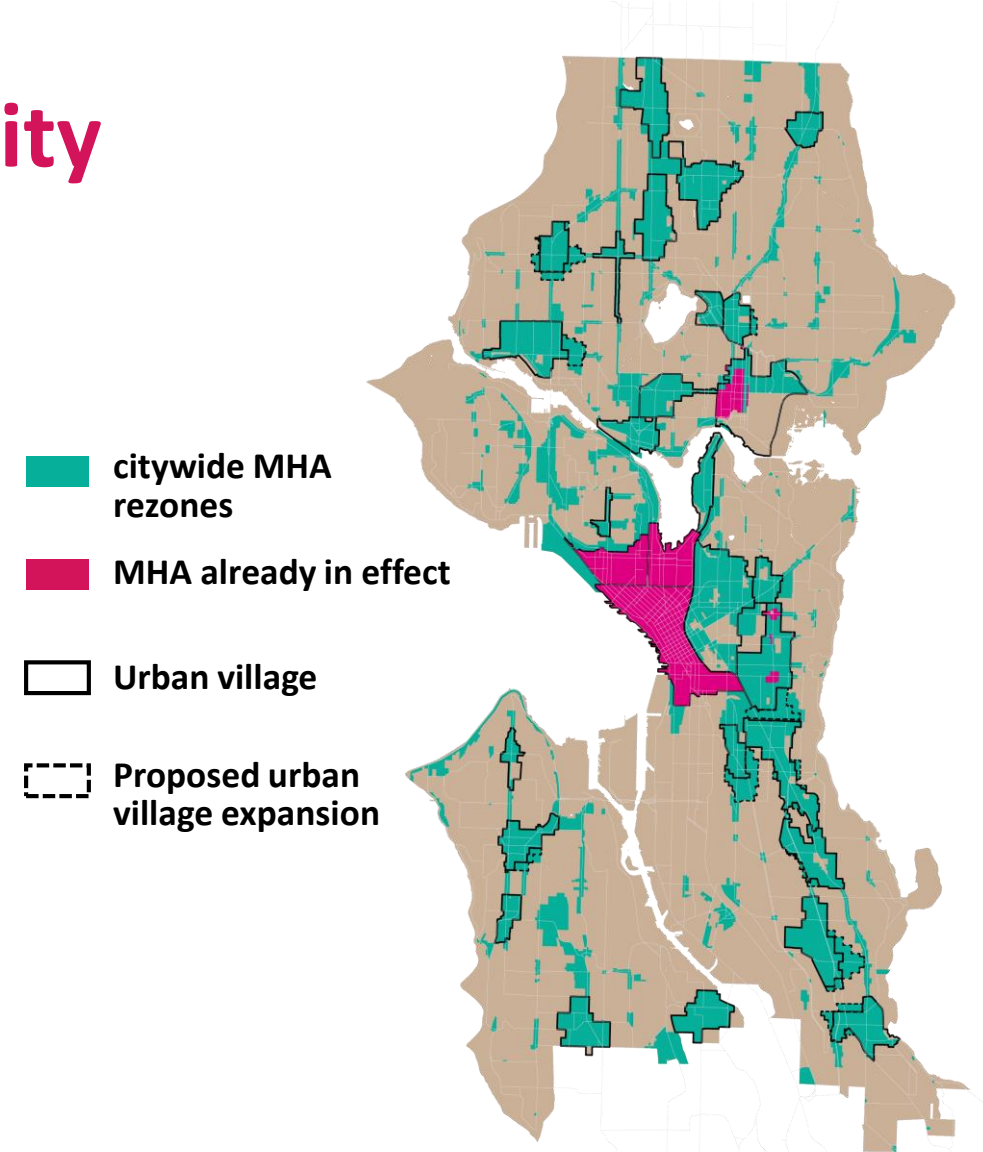 ity
citywide MHA
rezones
MHA already in effect
Urban village
Proposed urban
village expansion